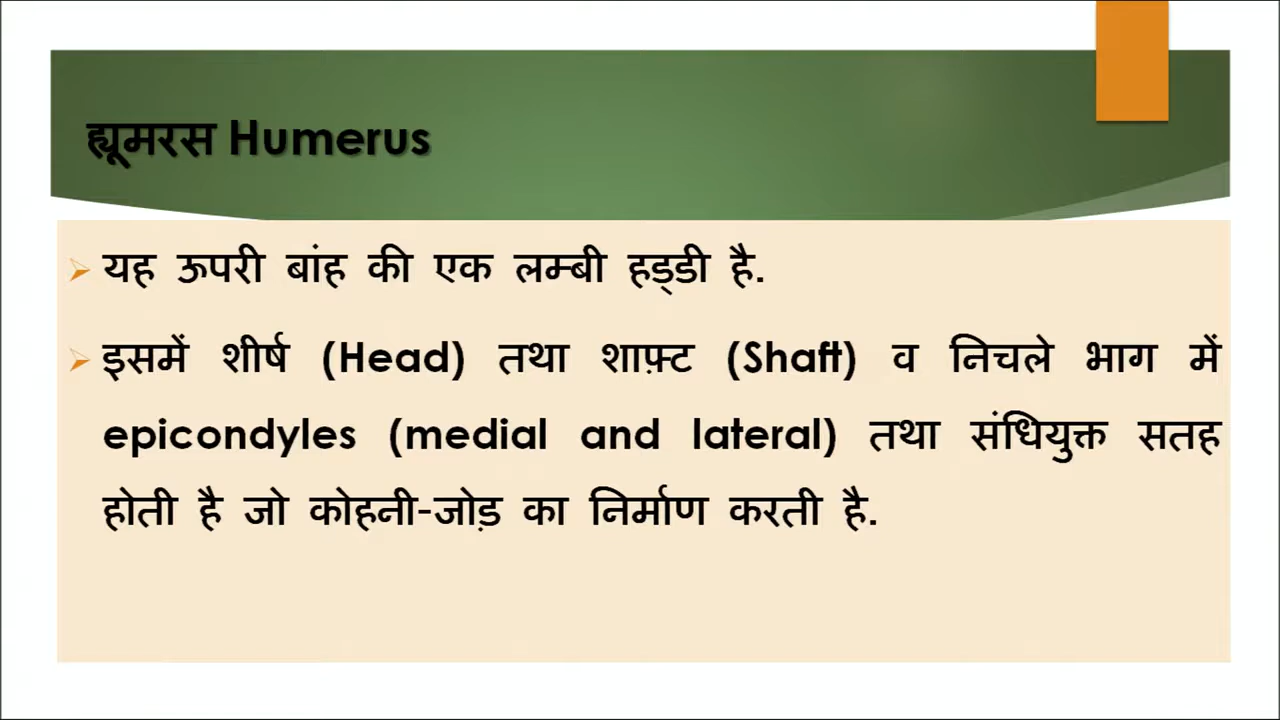 ह्यूमरस Humerus
यह ऊपरी बांह की एक लम्बी हड्डी है.
इसमें शीर्ष (Head) तथा शाफ़्ट (Shaft) व निचले भाग में
epicondyles (medial and lateral) तथा संधियुक्त सतह
होती है जो कोहनी-जोड़ का निर्माण करती है.